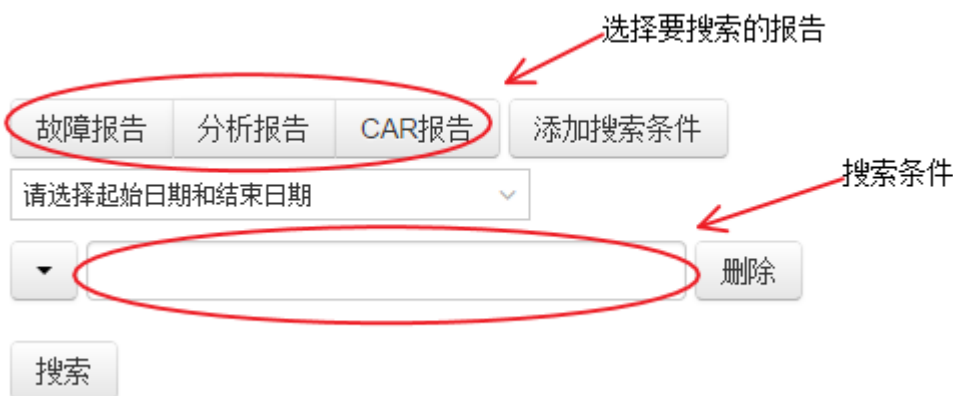 选择要搜索的报告
故障报告 分析报告 CAR报告 添加搜索条件
请选择起始日期和结束日期
搜索条件
删除
搜索